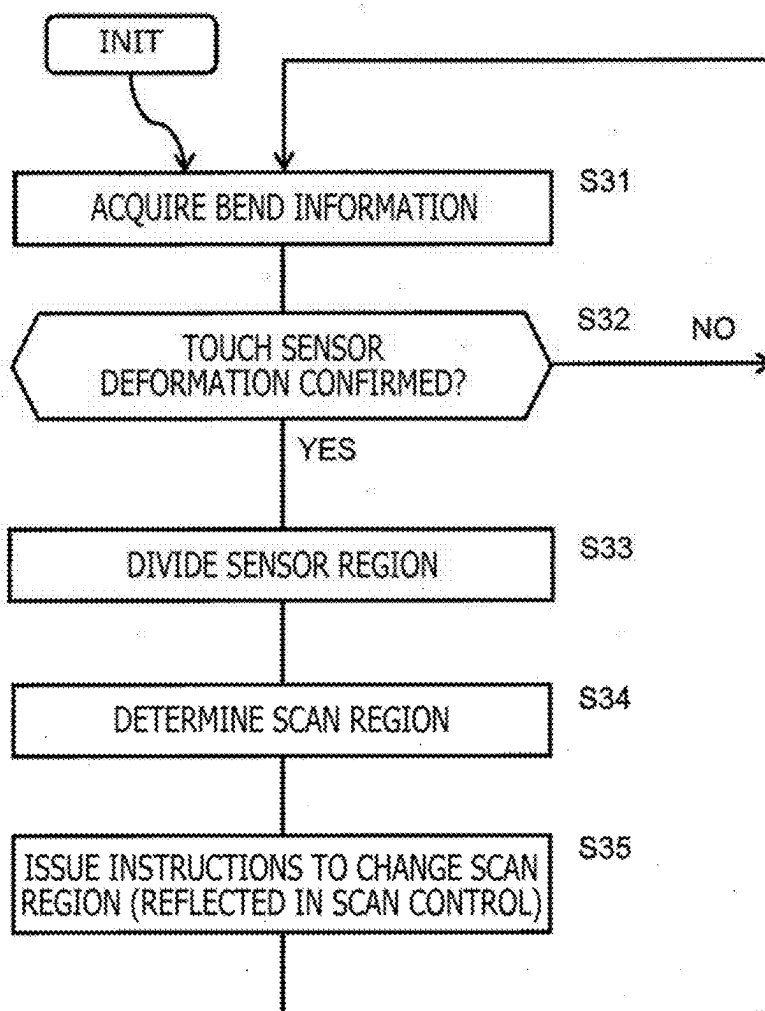 INIT
ACQUIRE BEND INFORMATION
S31
TOUCH SENSOR
DEFORMATION CONFIRMED?
S32
NO
YES
DIVIDE SENSOR REGION
S33
DETERMINE SCAN REGION
S34
ISSUE INSTRUCTIONS TO CHANGE SCAN
REGION (REFLECTED IN SCAN CONTROL)
S35